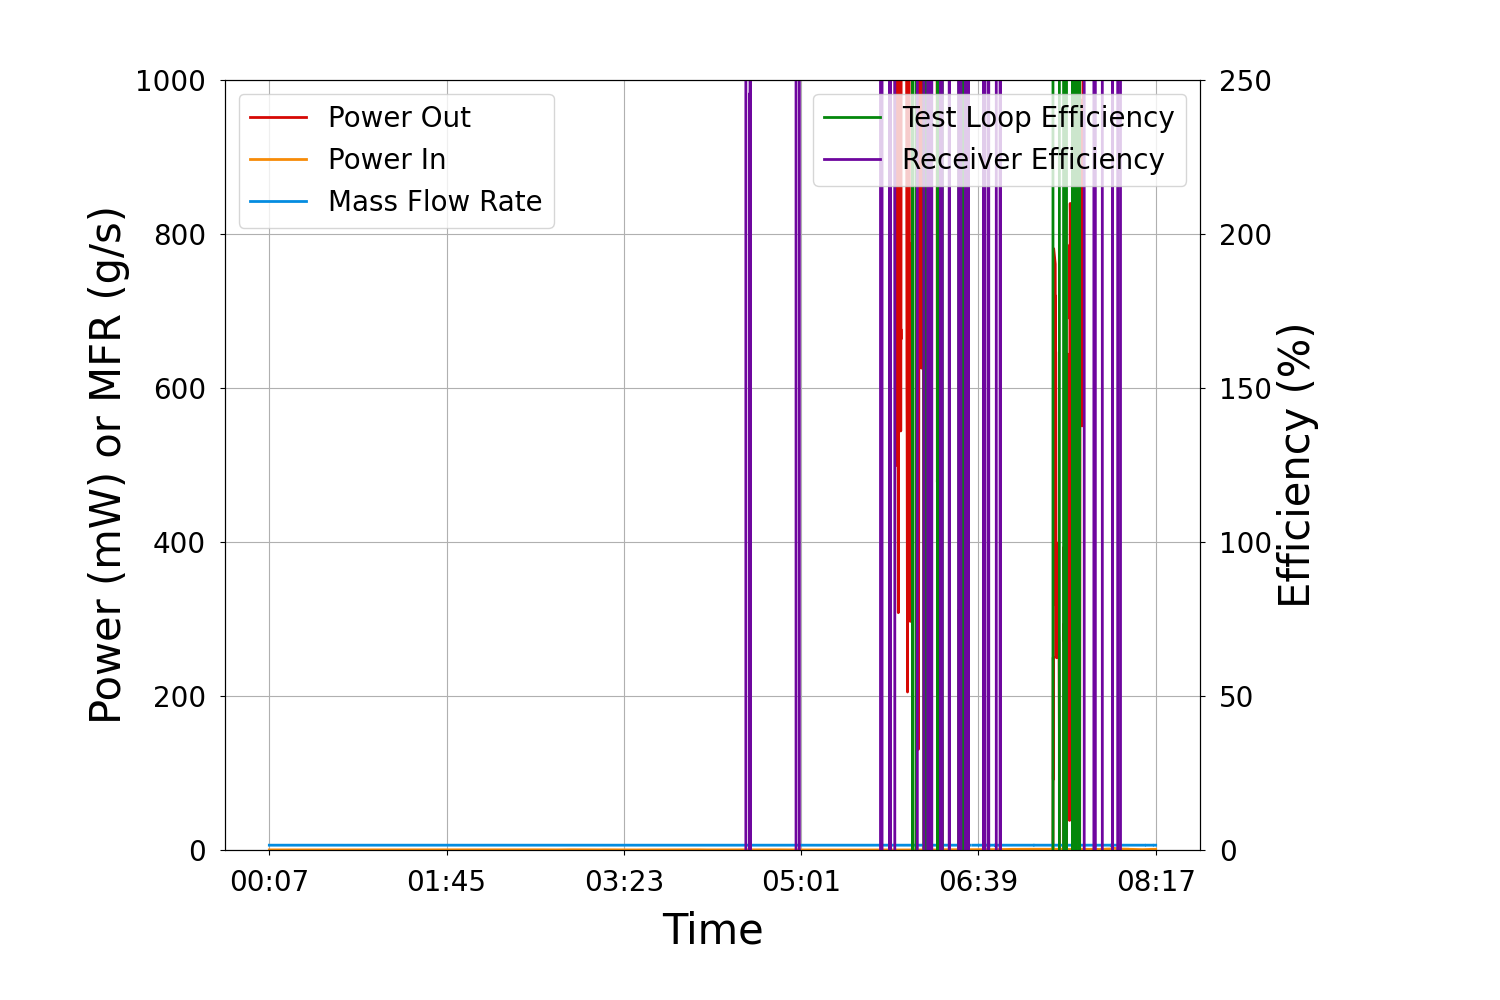 1000
800
600
400
200
0
Power (mW) or MFR (g/s)
Power Out
Power In
Mass Flow Rate
Test Loop Efficiency
Receiver Efficiency
250
200
150
100
50
0
Efficiency (%)
00:07 01:45 03:23 05:01 06:39 08:17
Time